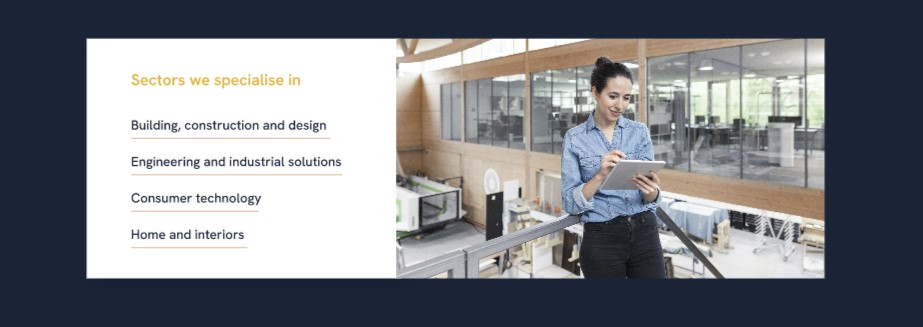 Sectors we specialise in
Building, construction and design
Engineering and industrial solutions
Consumer technology
Home and interiors